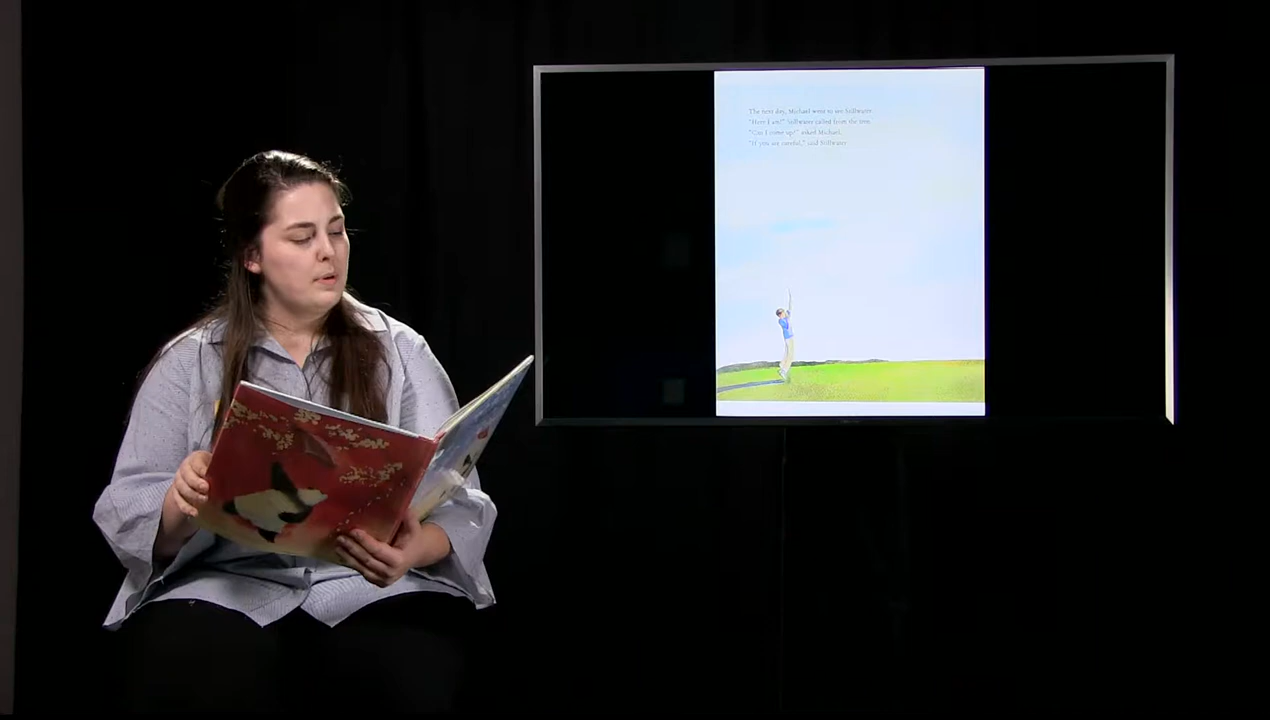 The next day, Michael went to see Stillwater.
"Here I am!" Stillwater called from the tree.
"Can I come up?" asked Michael.
"If you are careful," said Stillwater.